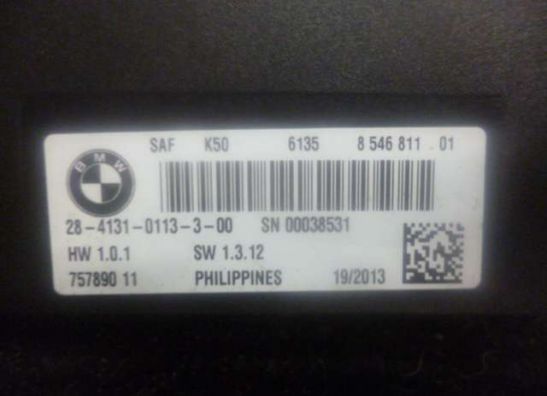 SAF K50 6135 8 546 811 01
BMW
28-4131-0113-3-00 SN 00038531
HW 1.0.1 SW 1.3.12
757890 11 PHILIPPINES 19/2013